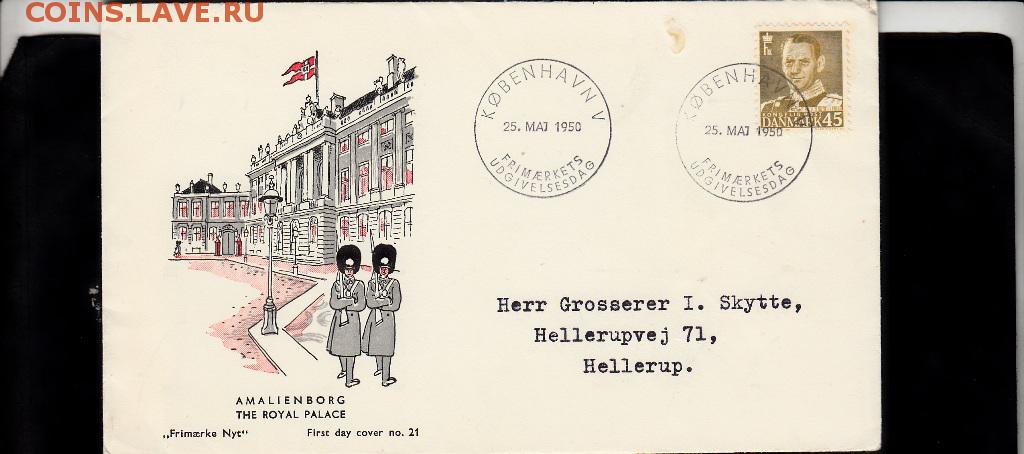 COINS.LAVE.RU
KØBENHAVN V
25. MAJ 1950
FRIMÆRKETS
UDGIVELSESDAG
KØBENHAVN V
25. MAJ 1950
FRIMÆRKETS
UDGIVELSESDAG
DANMARK 45
Herr Grosserer I. Skytte,
Hellerupvej 71,
Hellerup.
AMALIENBORG
THE ROYAL PALACE
„Frimærke Nyt“ First day cover no. 21